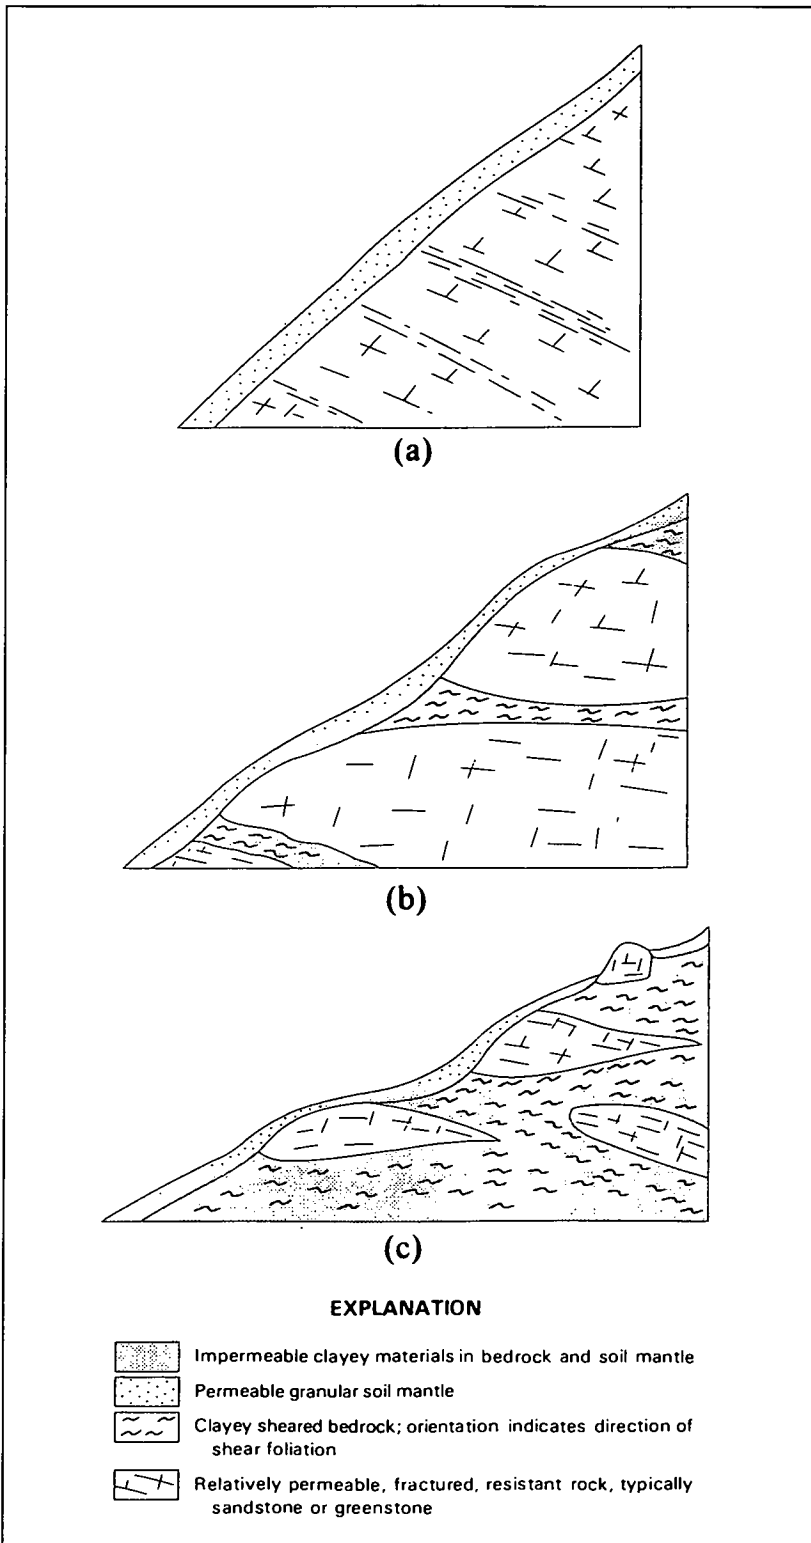 (a)
(b)
(c)
EXPLANATION
Impermeable clayey materials in bedrock and soil mantle
Permeable granular soil mantle
Clayey sheared bedrock; orientation indicates direction of
shear foliation
Relatively permeable, fractured, resistant rock, typically
sandstone or greenstone